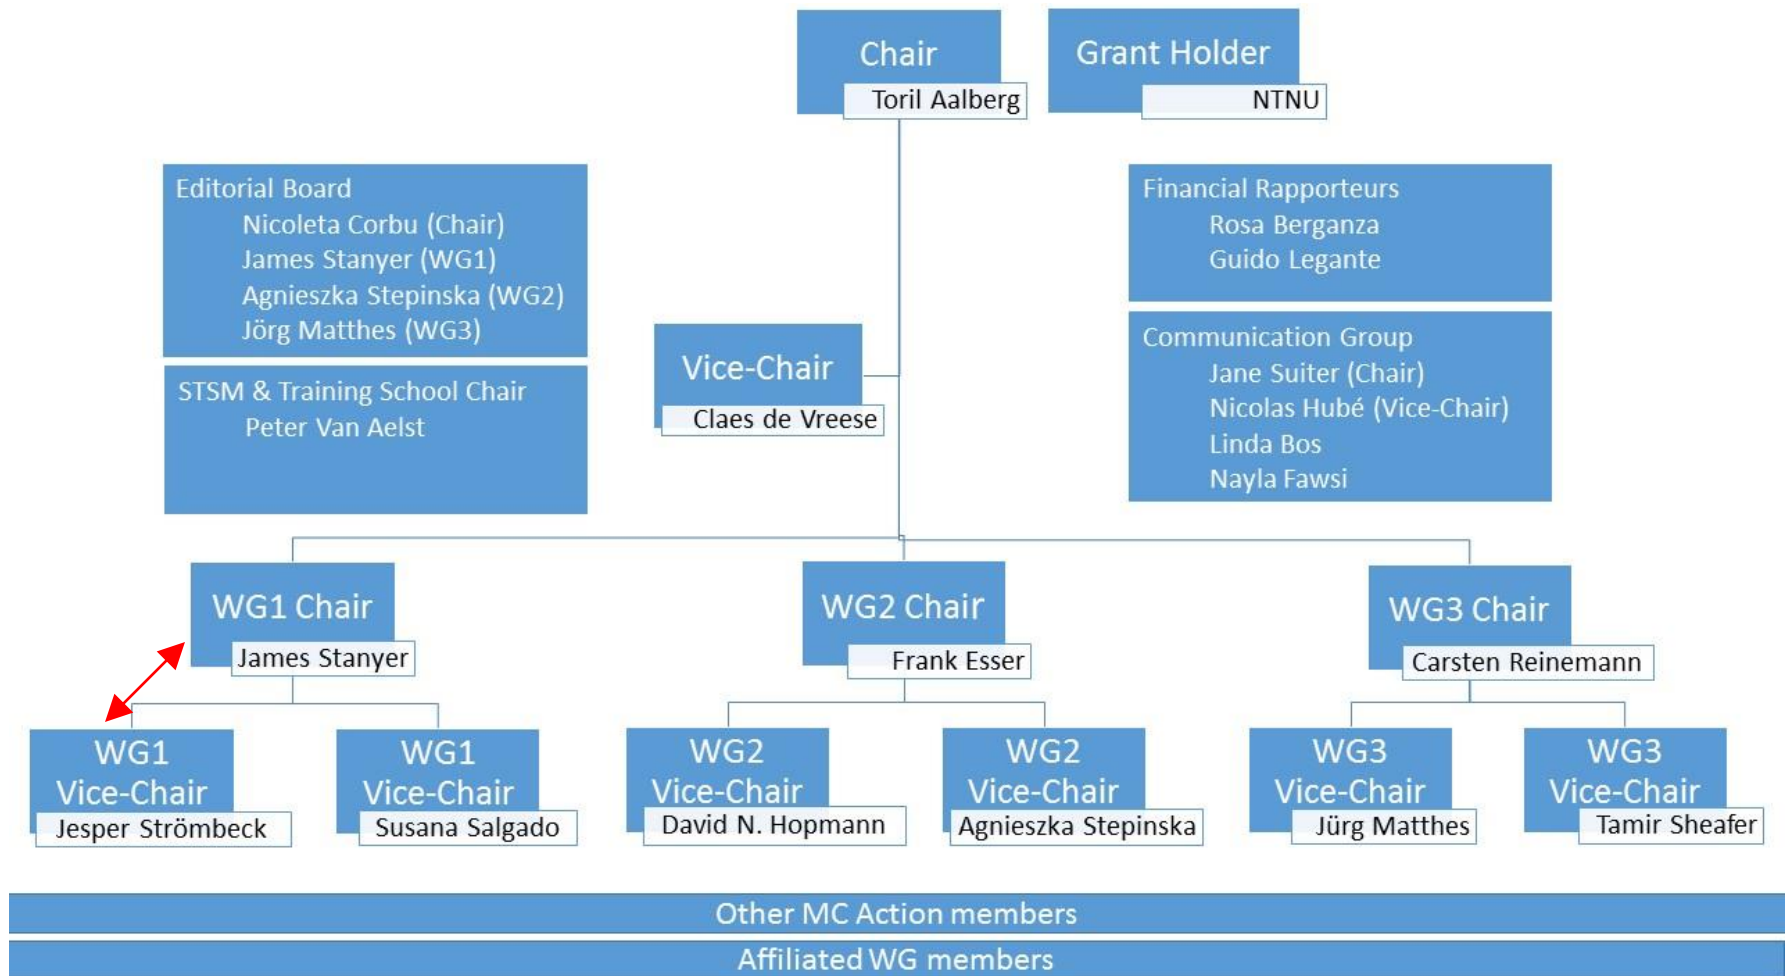 Chair
Toril Aalberg
Grant Holder
NTNU
Editorial Board
Nicoleta Corbu (Chair)
James Stanyer (WG1)
Agnieszka Stepinska (WG2)
Jörg Matthes (WG3)
STSM & Training School Chair
Peter Van Aelst
Vice-Chair
Claes de Vreese
Financial Rapporteurs
Rosa Berganza
Guido Legante
Communication Group
Jane Suiter (Chair)
Nicolas Hubé (Vice-Chair)
Linda Bos
Nayla Fawsi
WG1 Chair
James Stanyer
WG2 Chair
Frank Esser
WG3 Chair
Carsten Reinemann
WG1
Vice-Chair
Jesper Strömbeck
WG1
Vice-Chair
Susana Salgado
WG2
Vice-Chair
David N. Hopmann
WG2
Vice-Chair
Agnieszka Stepinska
WG3
Vice-Chair
Jürg Matthes
WG3
Vice-Chair
Tamir Sheafer
Other MC Action members
Affiliated WG members